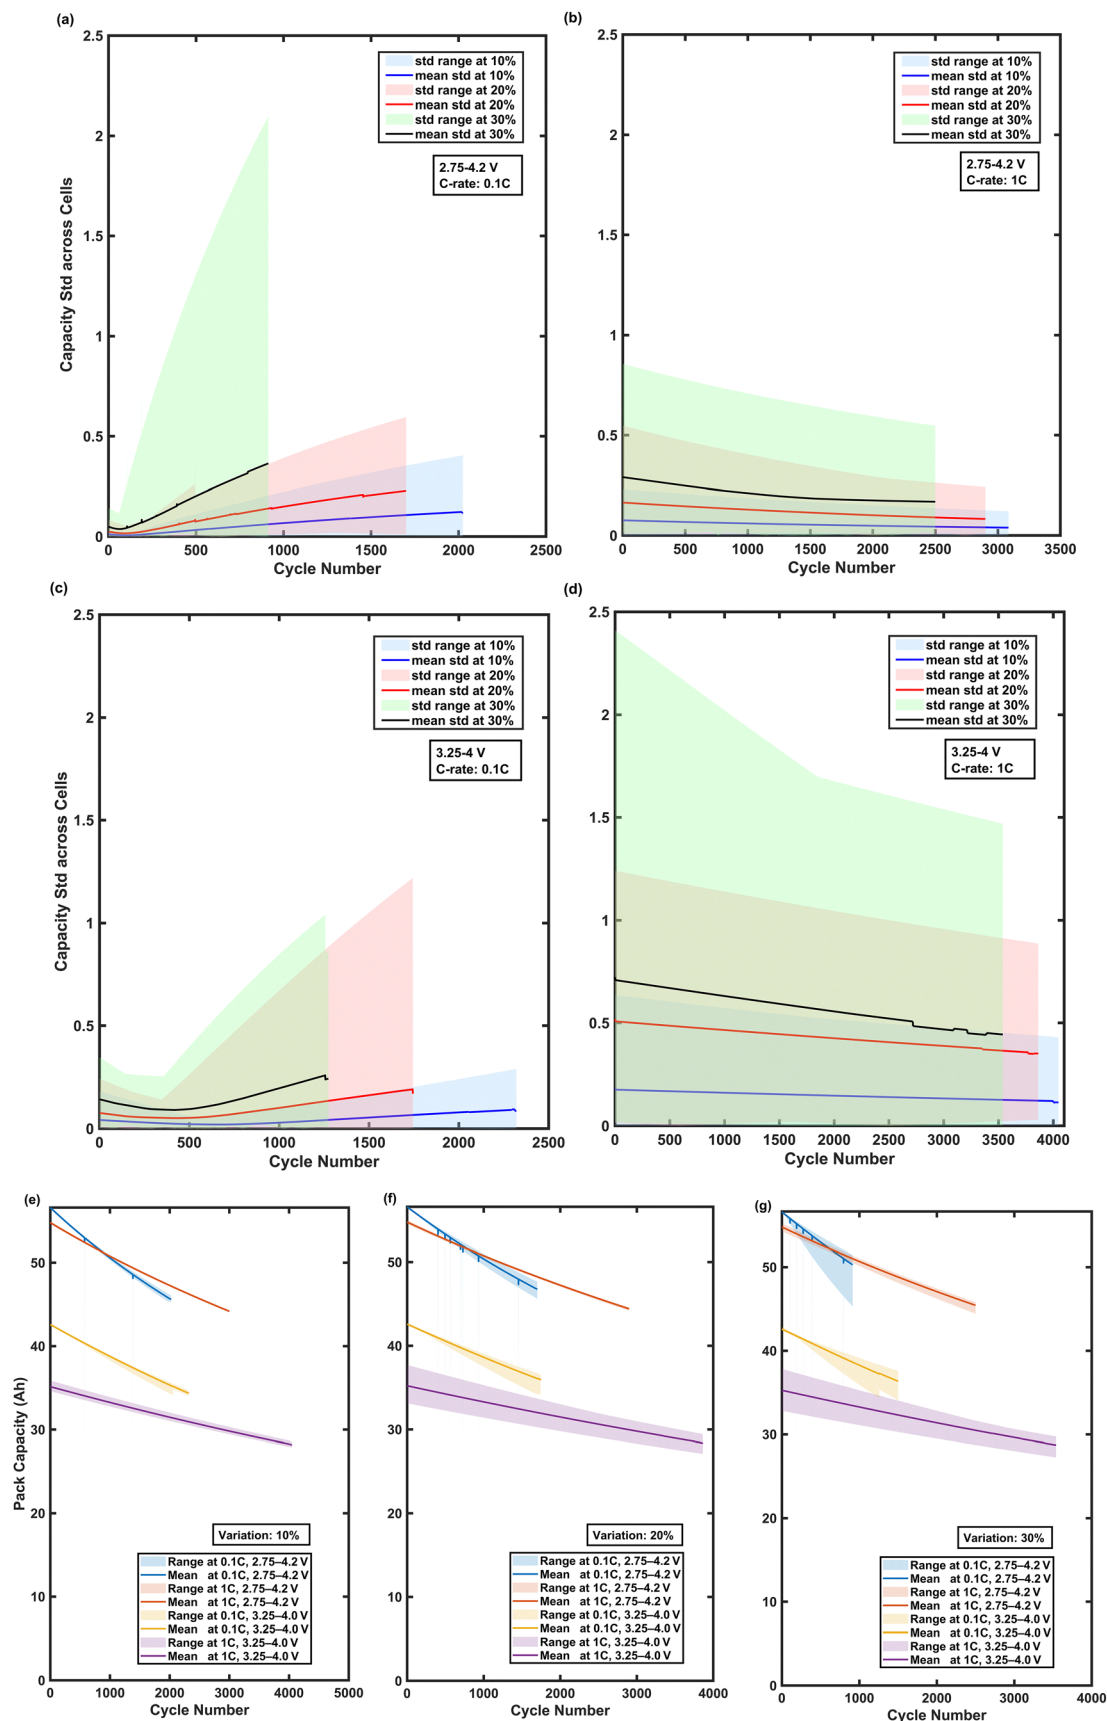 (a)
2.5
2
1.5
1
0.5
0
0 500 1000 1500 2000 2500
Capacity Std across Cells
Cycle Number
std range at 10%
mean std at 10%
std range at 20%
mean std at 20%
std range at 30%
mean std at 30%
2.75-4.2 V
C-rate: 0.1C
(b)
2.5
2
1.5
1
0.5
0
0 500 1000 1500 2000 2500 3000 3500
Cycle Number
std range at 10%
mean std at 10%
std range at 20%
mean std at 20%
std range at 30%
mean std at 30%
2.75-4.2 V
C-rate: 1C
(c)
2.5
2
1.5
1
0.5
0
0 500 1000 1500 2000 2500
Capacity Std across Cells
Cycle Number
std range at 10%
mean std at 10%
std range at 20%
mean std at 20%
std range at 30%
mean std at 30%
3.25-4 V
C-rate: 0.1C
(d)
2.5
2
1.5
1
0.5
0
0 500 1000 1500 2000 2500 3000 3500 4000
Cycle Number
std range at 10%
mean std at 10%
std range at 20%
mean std at 20%
std range at 30%
mean std at 30%
3.25-4 V
C-rate: 1C
(e)
50
40
30
20
10
0
0 1000 2000 3000 4000 5000
Pack Capacity (Ah)
Cycle Number
Variation: 10%
Range at 0.1C, 2.75–4.2 V
Mean at 0.1C, 2.75–4.2 V
Range at 1C, 2.75–4.2 V
Mean at 1C, 2.75–4.2 V
Range at 0.1C, 3.25–4.0 V
Mean at 0.1C, 3.25–4.0 V
Range at 1C, 3.25–4.0 V
Mean at 1C, 3.25–4.0 V
(f)
50
40
30
20
10
0
0 1000 2000 3000 4000
Cycle Number
Variation: 20%
Range at 0.1C, 2.75–4.2 V
Mean at 0.1C, 2.75–4.2 V
Range at 1C, 2.75–4.2 V
Mean at 1C, 2.75–4.2 V
Range at 0.1C, 3.25–4.0 V
Mean at 0.1C, 3.25–4.0 V
Range at 1C, 3.25–4.0 V
Mean at 1C, 3.25–4.0 V
(g)
50
40
30
20
10
0
0 1000 2000 3000 4000
Cycle Number
Variation: 30%
Range at 0.1C, 2.75–4.2 V
Mean at 0.1C, 2.75–4.2 V
Range at 1C, 2.75–4.2 V
Mean at 1C, 2.75–4.2 V
Range at 0.1C, 3.25–4.0 V
Mean at 0.1C, 3.25–4.0 V
Range at 1C, 3.25–4.0 V
Mean at 1C, 3.25–4.0 V